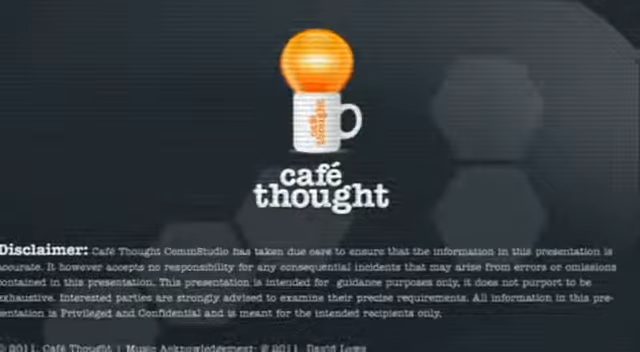 café
thought
café
thought
Disclaimer: Café Thought CommStudio has taken due care to ensure that the information in this presentation is
accurate. It however accepts no responsibility for any consequential incidents that may arise from errors or omissions
contained in this presentation. This presentation is intended for guidance purposes only, it does not purport to be
exhaustive. Interested parties are strongly advised to examine their precise requirements. All information in this pre-
sentation is Privileged and Confidential and is meant for the intended recipients only.
© 2011, Café Thought | Music Acknowledgement: © 2011, David Lowe